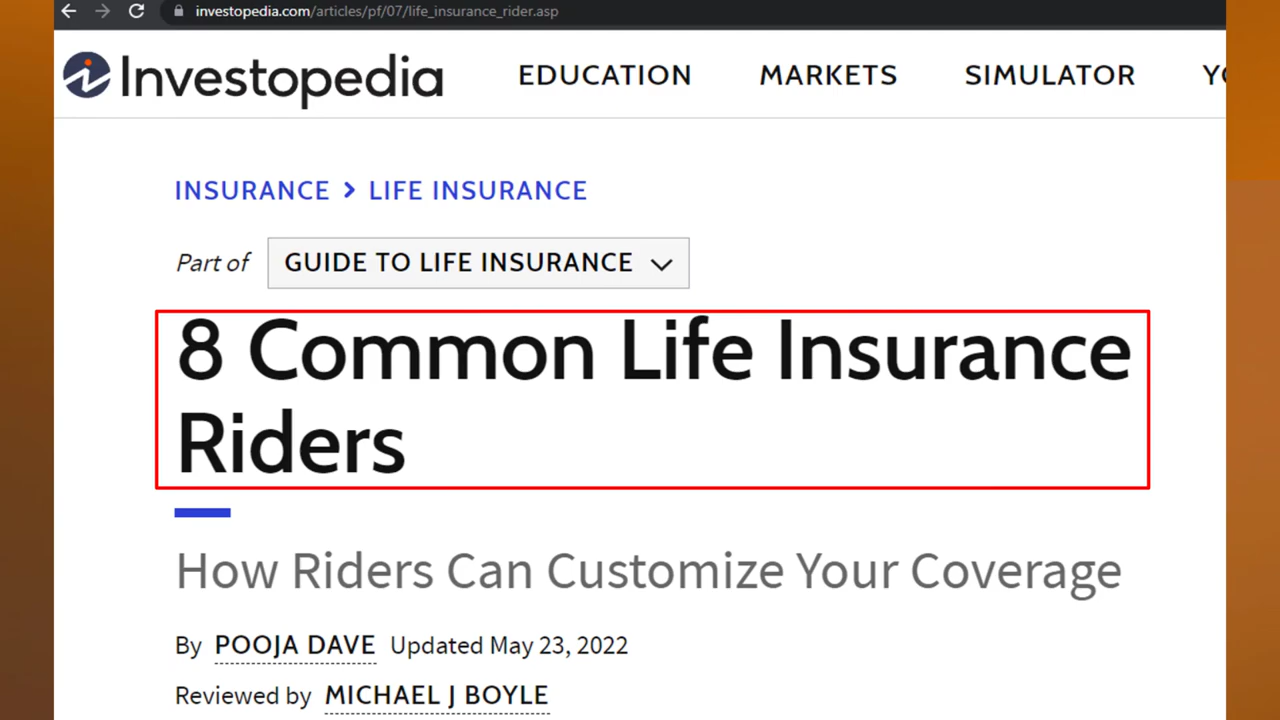 investopedia.com/articles/pf/07/life_insurance_rider.asp
Investopedia EDUCATION MARKETS SIMULATOR
INSURANCE > LIFE INSURANCE
Part of GUIDE TO LIFE INSURANCE
8 Common Life Insurance
Riders
How Riders Can Customize Your Coverage
By POOJA DAVE Updated May 23, 2022
Reviewed by MICHAEL J BOYLE